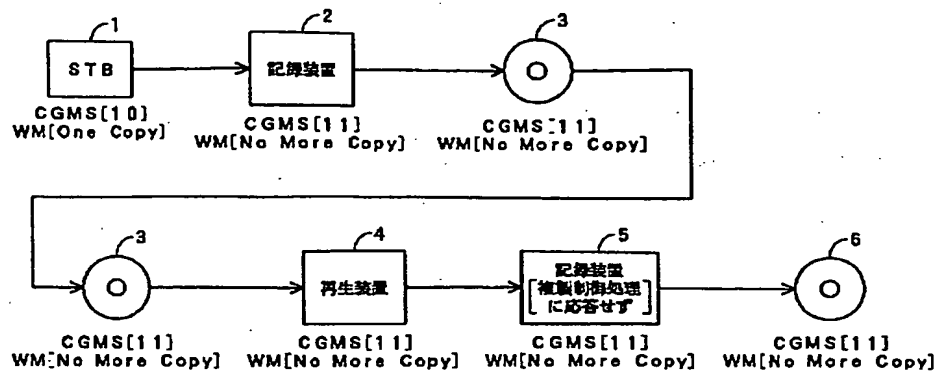 1
2
3
STB
記録装置
CGMS[10]
WM[One Copy]
CGMS[11]
WM[No More Copy]
CGMS[11]
WM[No More Copy]
3
4
5
6
再生装置
記録装置
[複製制御処理
に応答せず]
CGMS[11]
WM[No More Copy]
CGMS[11]
WM[No More Copy]
CGMS[11]
WM[No More Copy]
CGMS[11]
WM[No More Copy]